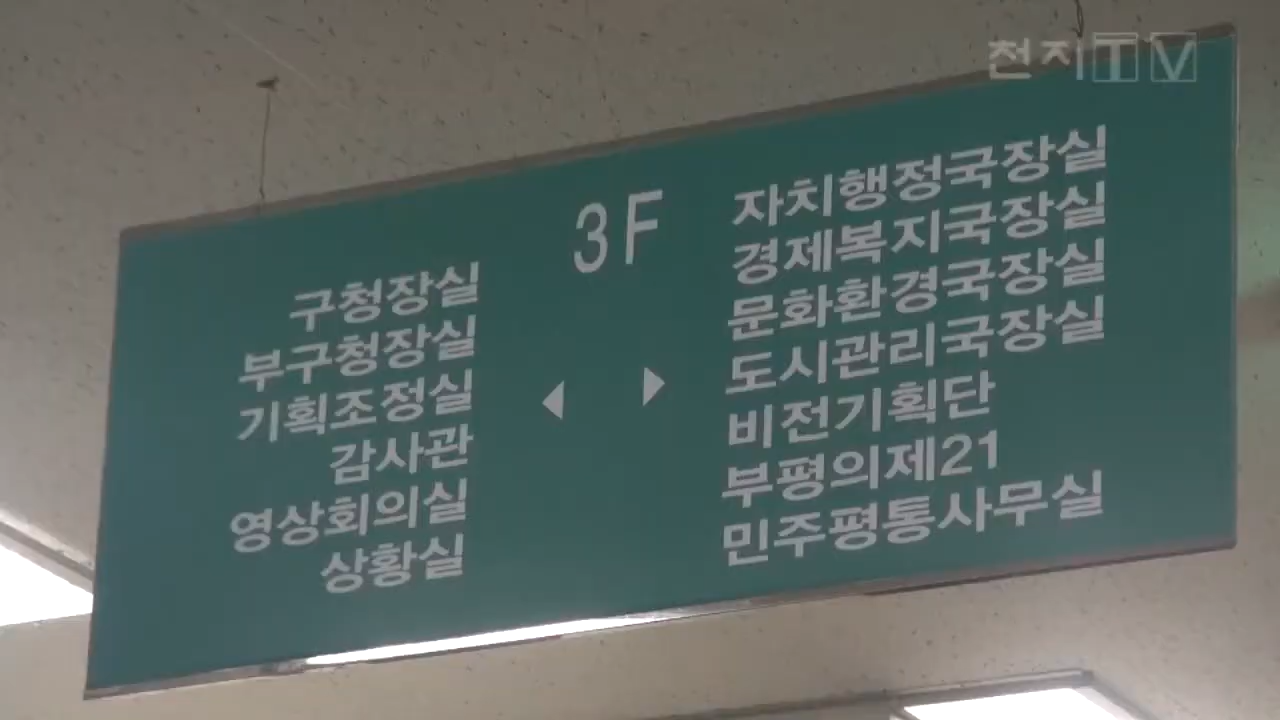 천지TV
3F
구청장실
부구청장실
기획조정실
감사관
영상회의실
상황실
자치행정국장실
경제복지국장실
문화환경국장실
도시관리국장실
비전기획단
부평의제21
민주평통사무실